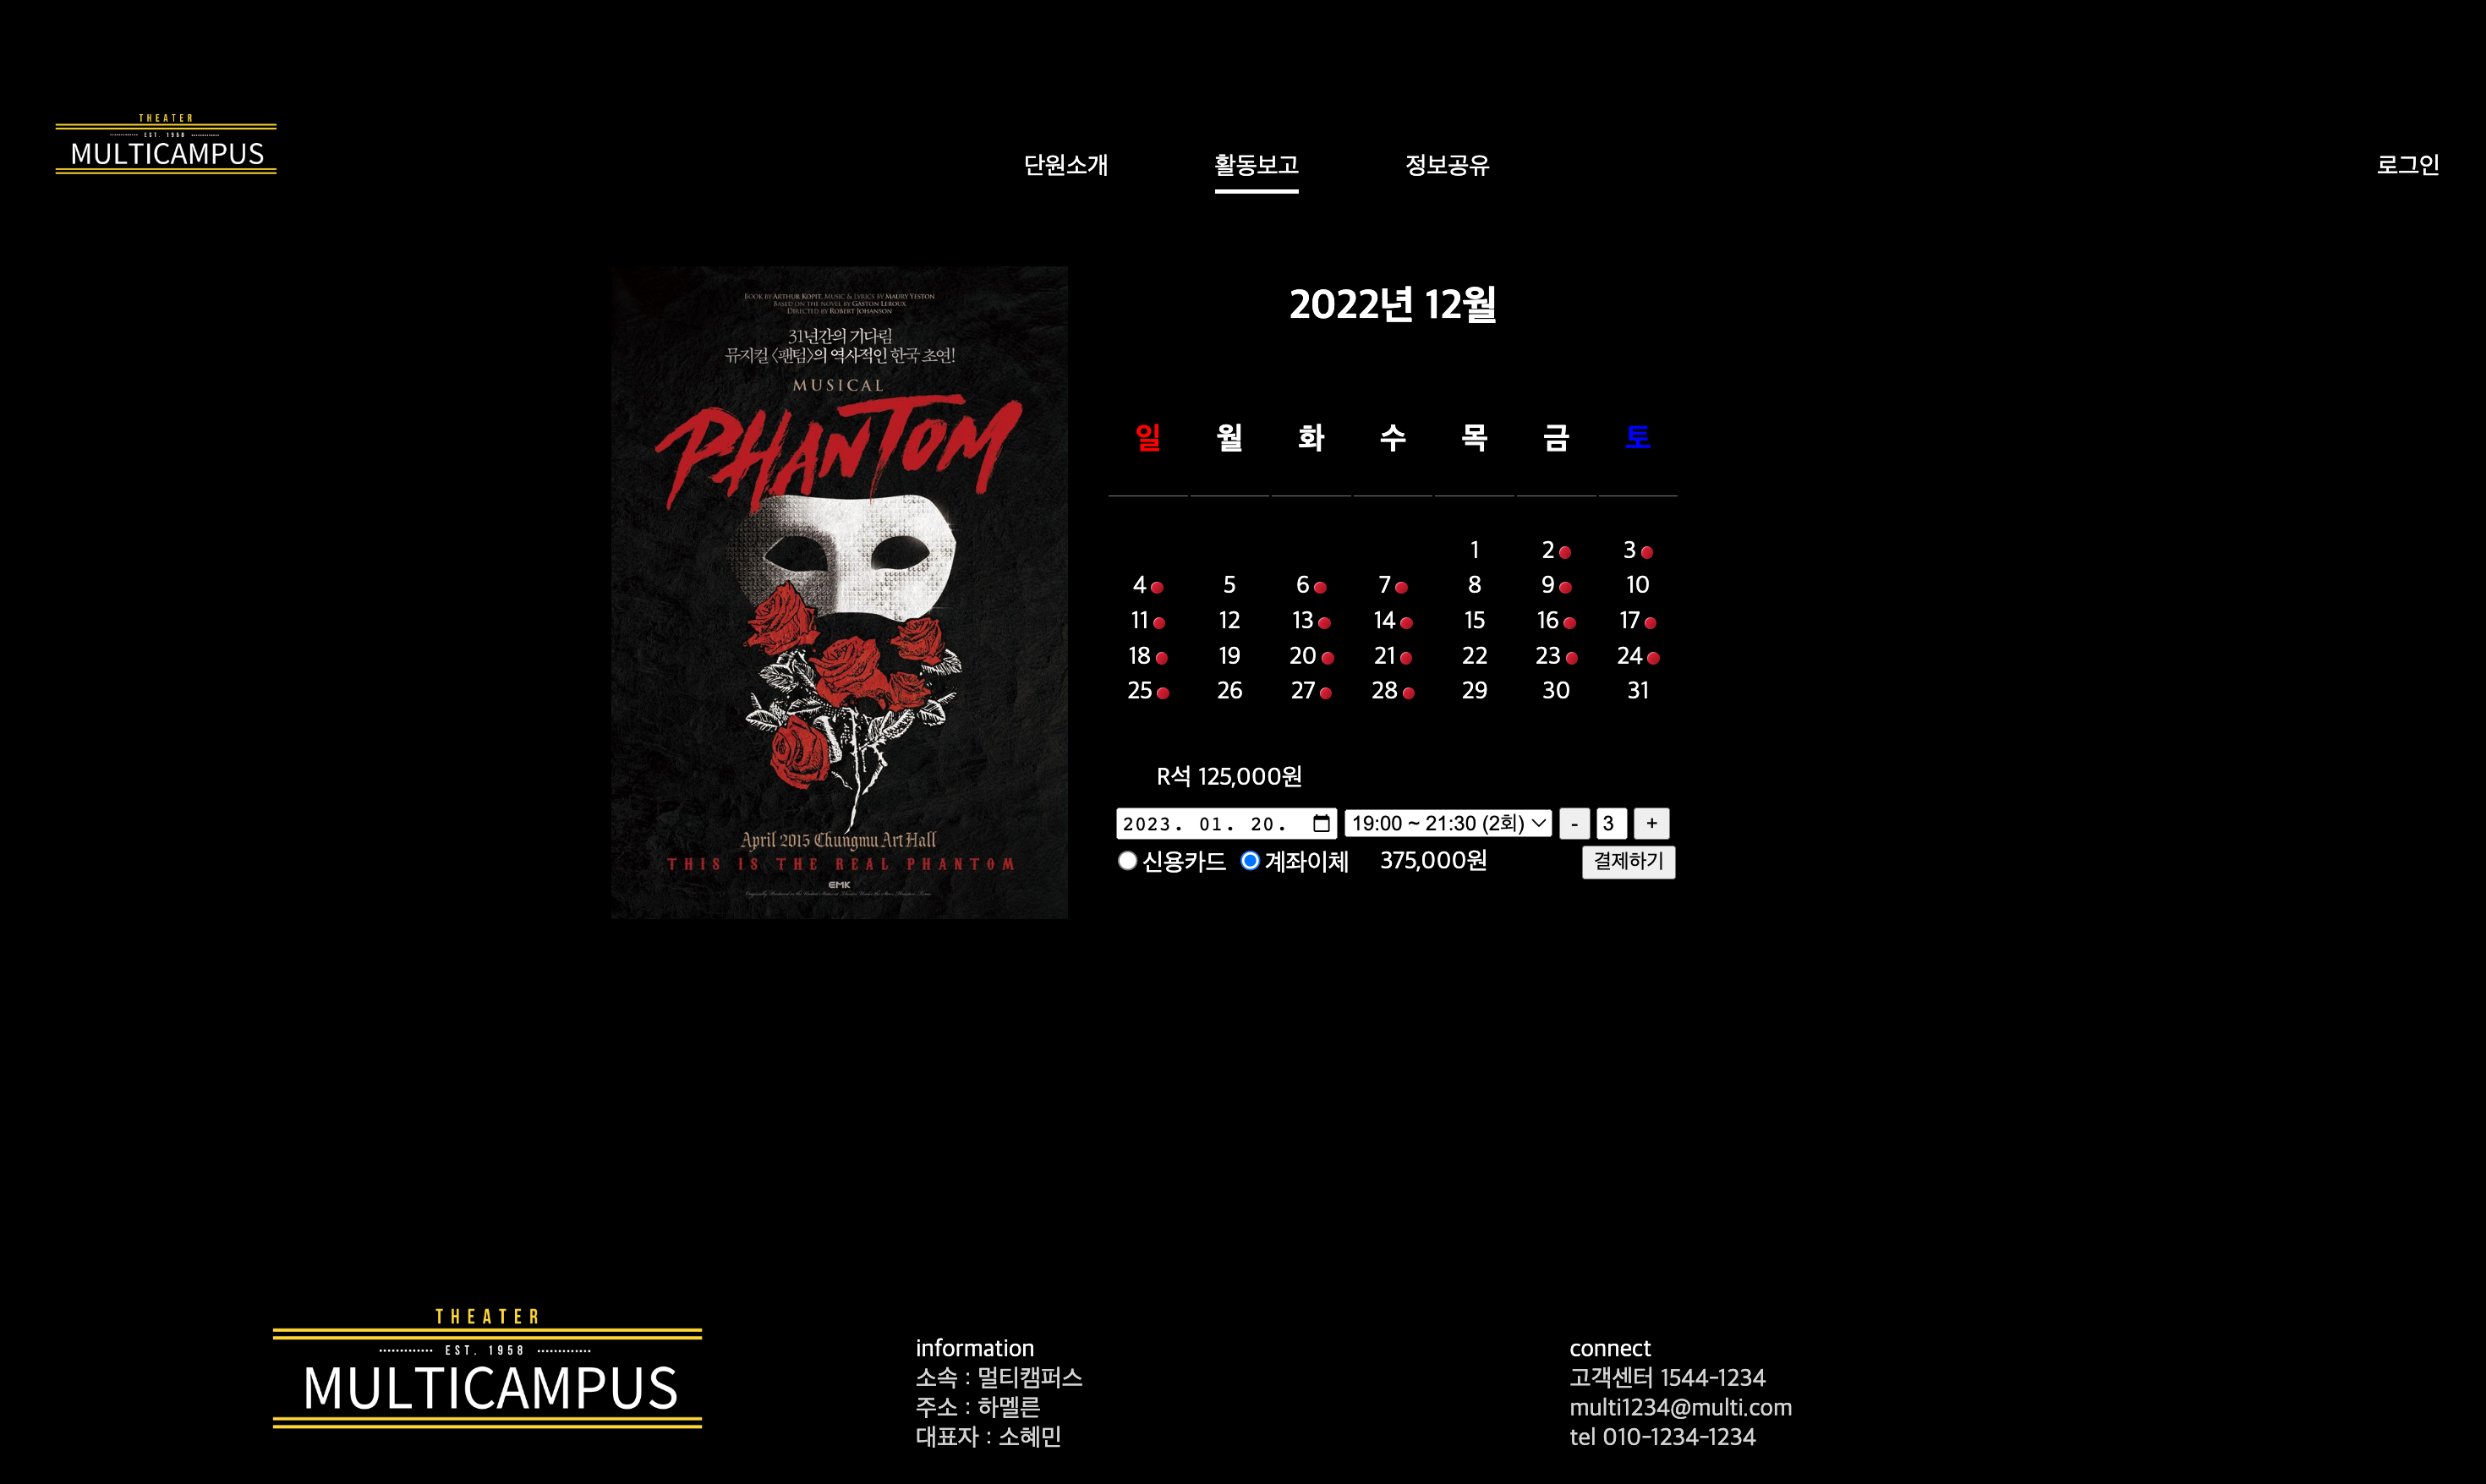 THEATER
EST. 1958
MULTICAMPUS
단원소개 활동보고 정보공유 로그인
BOOK BY ARTHUR KOPIT, MUSIC & LYRICS BY MAURY YESTON
BASED ON THE NOVEL BY GASTON LEROUX,
DIRECTED BY ROBERT JOHANSON
31년간의 기다림
뮤지컬 〈팬텀〉의 역사적인 한국 초연!
MUSICAL
PHANTOM
April 2015 Chungmu Art Hall
THIS IS THE REAL PHANTOM
EMK
2022년 12월
일 월 화 수 목 금 토
1 2 3
4 5 6 7 8 9 10
11 12 13 14 15 16 17
18 19 20 21 22 23 24
25 26 27 28 29 30 31
R석 125,000원
2023. 01. 20. 19:00 ~ 21:30 (2회) - 3 +
신용카드 계좌이체 375,000원 결제하기
THEATER
EST. 1958
MULTICAMPUS
information
소속 : 멀티캠퍼스
주소 : 하멜른
대표자 : 소혜민
connect
고객센터 1544-1234
multi1234@multi.com
tel 010-1234-1234